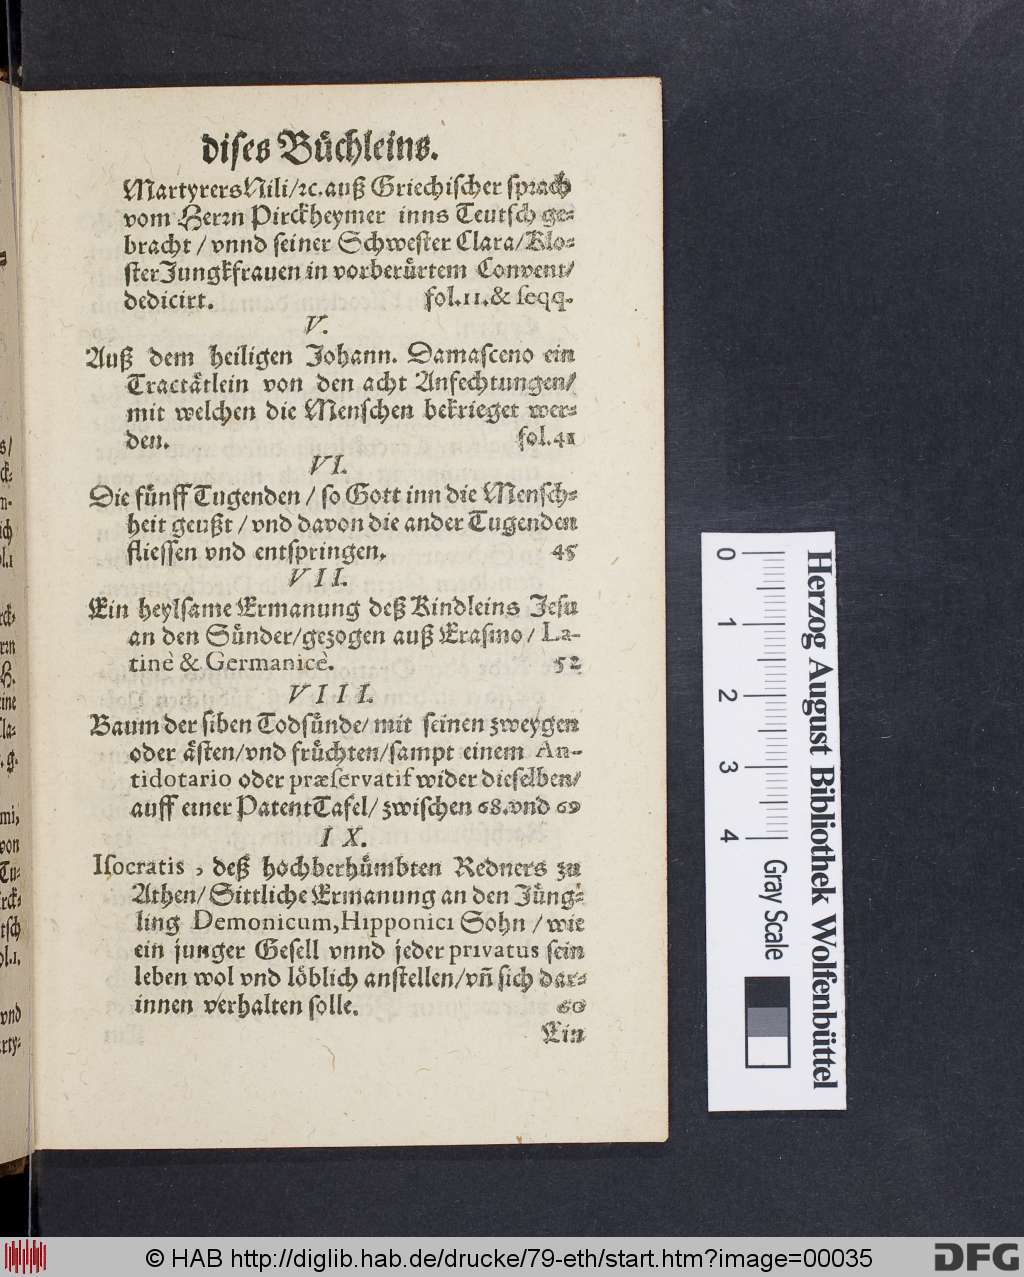 dises Büchleins.
Martyrers Nili/ꝛc. auß Griechischer sprach
vom Herrn Pirckheymer inns Teutsch ge-
bracht / vnnd seiner Schwester Clara/Klo-
sterJungkfrauen in vorberürtem Convent/
dedicirt. fol.11.& seqq.
V.
Auß dem heiligen Johann. Damasceno ein
Tractätlein von den acht Anfechtungen/
mit welchen die Menschen bekrieget wer-
den. fol.41
VI.
Die fünff Tugenden / so Gott inn die Mensch-
heit geußt / vnd davon die ander Tugenden
fliessen vnd entspringen. 45
VII.
Ein heylsame Ermanung deß Kindleins Jesu
an den Sünder/gezogen auß Erasmo / La-
tinè & Germanicè. 52
VIII.
Baum der siben Todsünde/ mit seinen zweygen
oder ästen/vnd früchten/sampt einem An-
tidotario oder præservatif wider dieselben/
auff einer PatentTafel/ zwischen 68.vnd 69
IX.
Isocratis , deß hochberhümbten Redners zu
Athen/ Sittliche Ermanung an den Jüng-
ling Demonicum, Hipponici Sohn / wie
ein junger Gesell vnnd jeder privatus sein
leben wol vnd löblich anstellen/vñ sich dar-
innen verhalten solle. 60
Ein
0 1 2 3 4
Gray Scale
Herzog August Bibliothek Wolfenbüttel
© HAB http://diglib.hab.de/drucke/79-eth/start.htm?image=00035
DFG